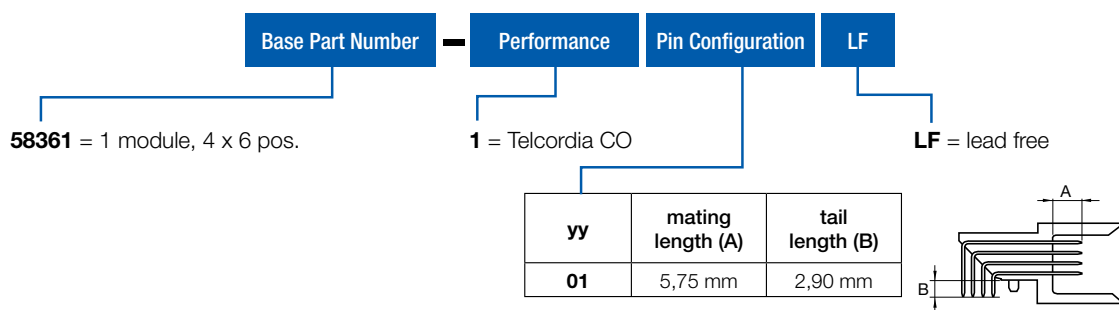 Base Part Number – Performance Pin Configuration LF
58361 = 1 module, 4 x 6 pos.
1 = Telcordia CO
LF = lead free
yy mating length (A) tail length (B)
01 5,75 mm 2,90 mm
A
B